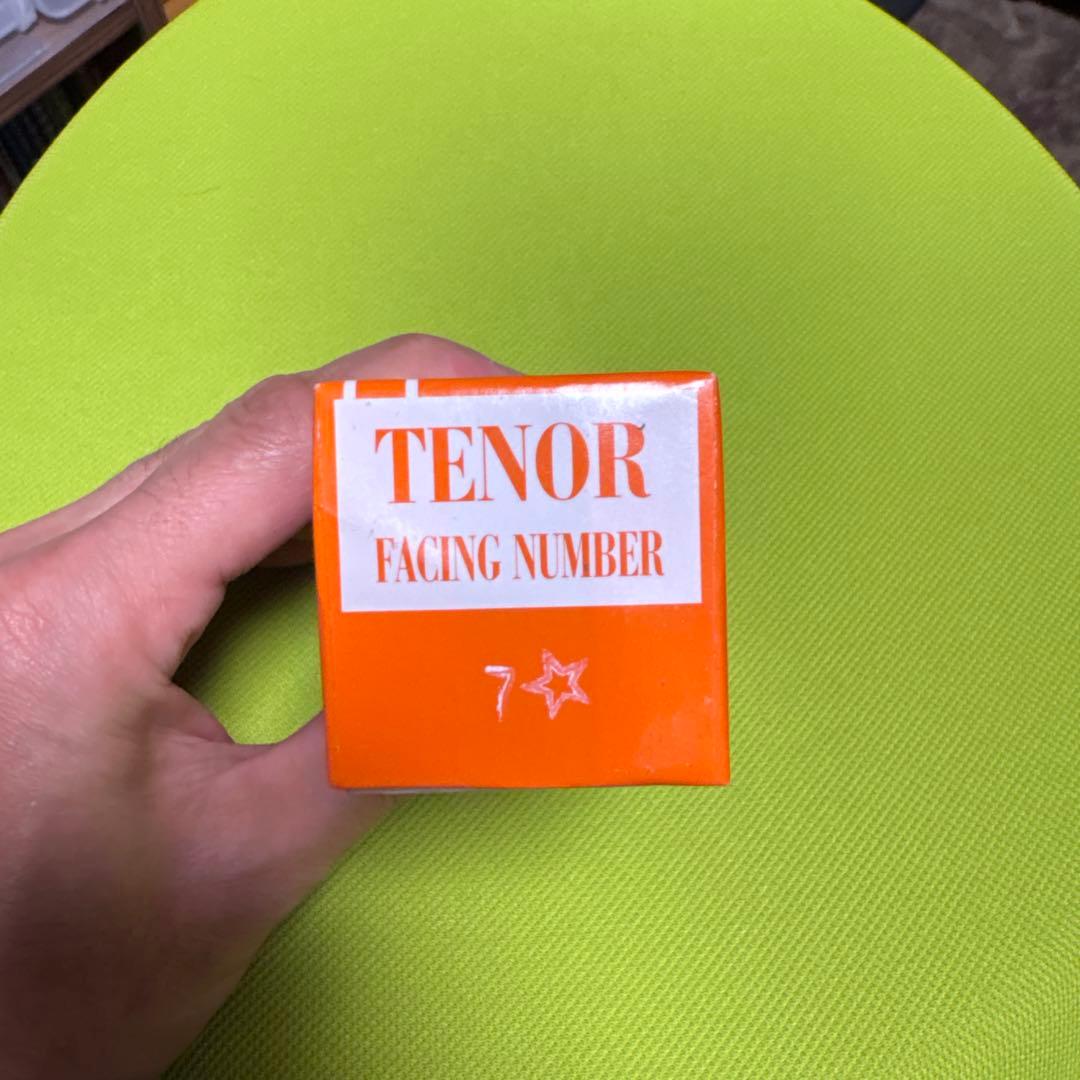 TENOR
FACING NUMBER
7☆